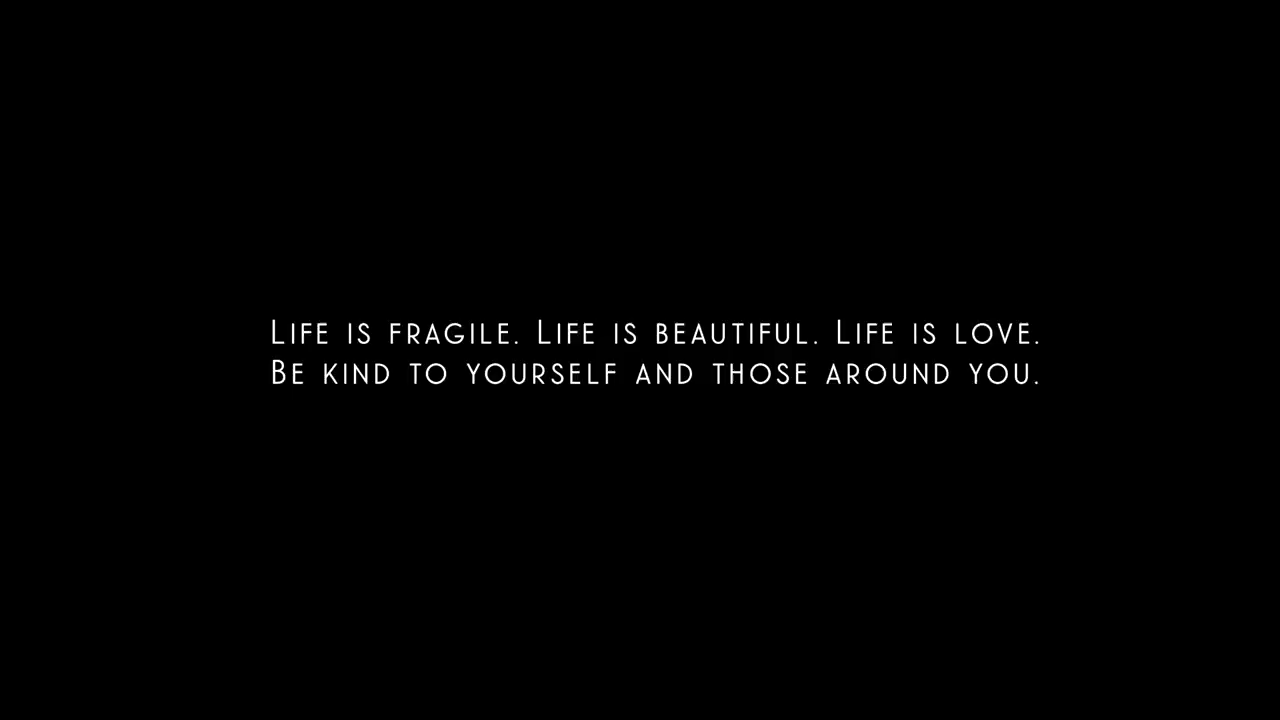 Life is fragile. Life is beautiful. Life is love.
Be kind to yourself and those around you.